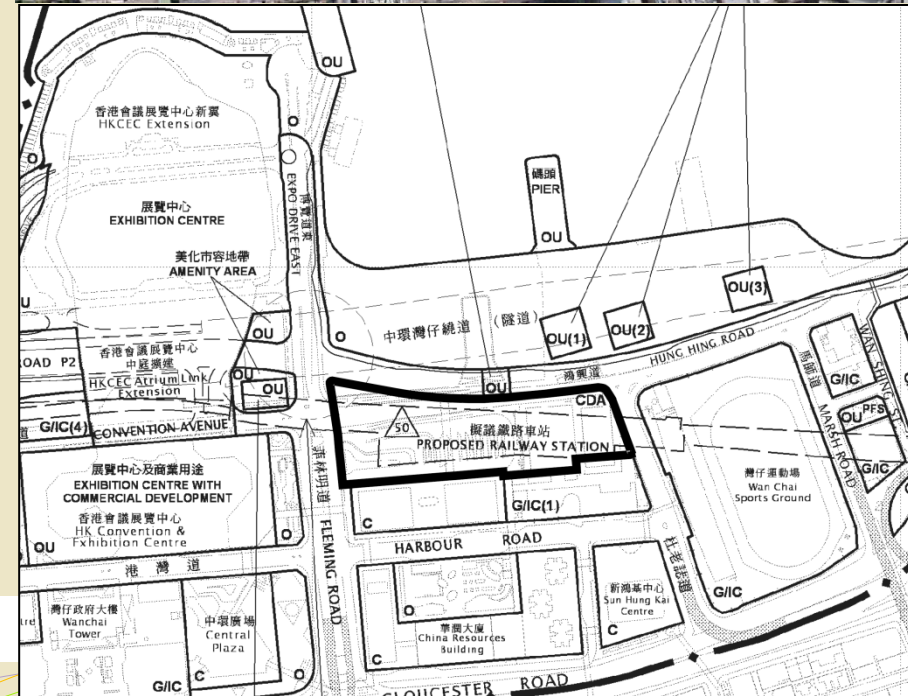 OU
香港會議展覽中心新翼
HKCEC Extension
O
O
博覽道東
EXPO DRIVE EAST
碼頭
PIER
OU
展覽中心
EXHIBITION CENTRE
美化市容地帶
AMENITY AREA
OU
OU
O
中環灣仔繞道 (隧道)
OU(1)
OU(2)
OU(3)
HUNG HING ROAD
鴻興道
U
ROAD P2
香港會議展覽中心
中庭擴建
HKCEC Atrium Link
Extension
OU
OU
CDA
馬師道
MARSH ROAD
WAN SHING ST
G/IC
OU
PFS
G/IC
道
G/IC(4)
CONVENTION AVENUE
50
擬議鐵路車站
PROPOSED RAILWAY STATION
菲林明道
FLEMING ROAD
展覽中心及商業用途
EXHIBITION CENTRE WITH
COMMERCIAL DEVELOPMENT
香港會議展覽中心
HK Convention &
Exhibition Centre
OU
O
G/IC(1)
C
灣仔運動場
Wan Chai
Sports Ground
G/IC
HARBOUR ROAD
港灣道
杜老誌道
O
新鴻基中心
Sun Hung Kai
Centre
C
灣仔政府大樓
Wanchai
Tower
中環廣場
Central
Plaza
C
O
G/IC
華潤大廈
China Resources
Building
C
GLOUCESTER ROAD